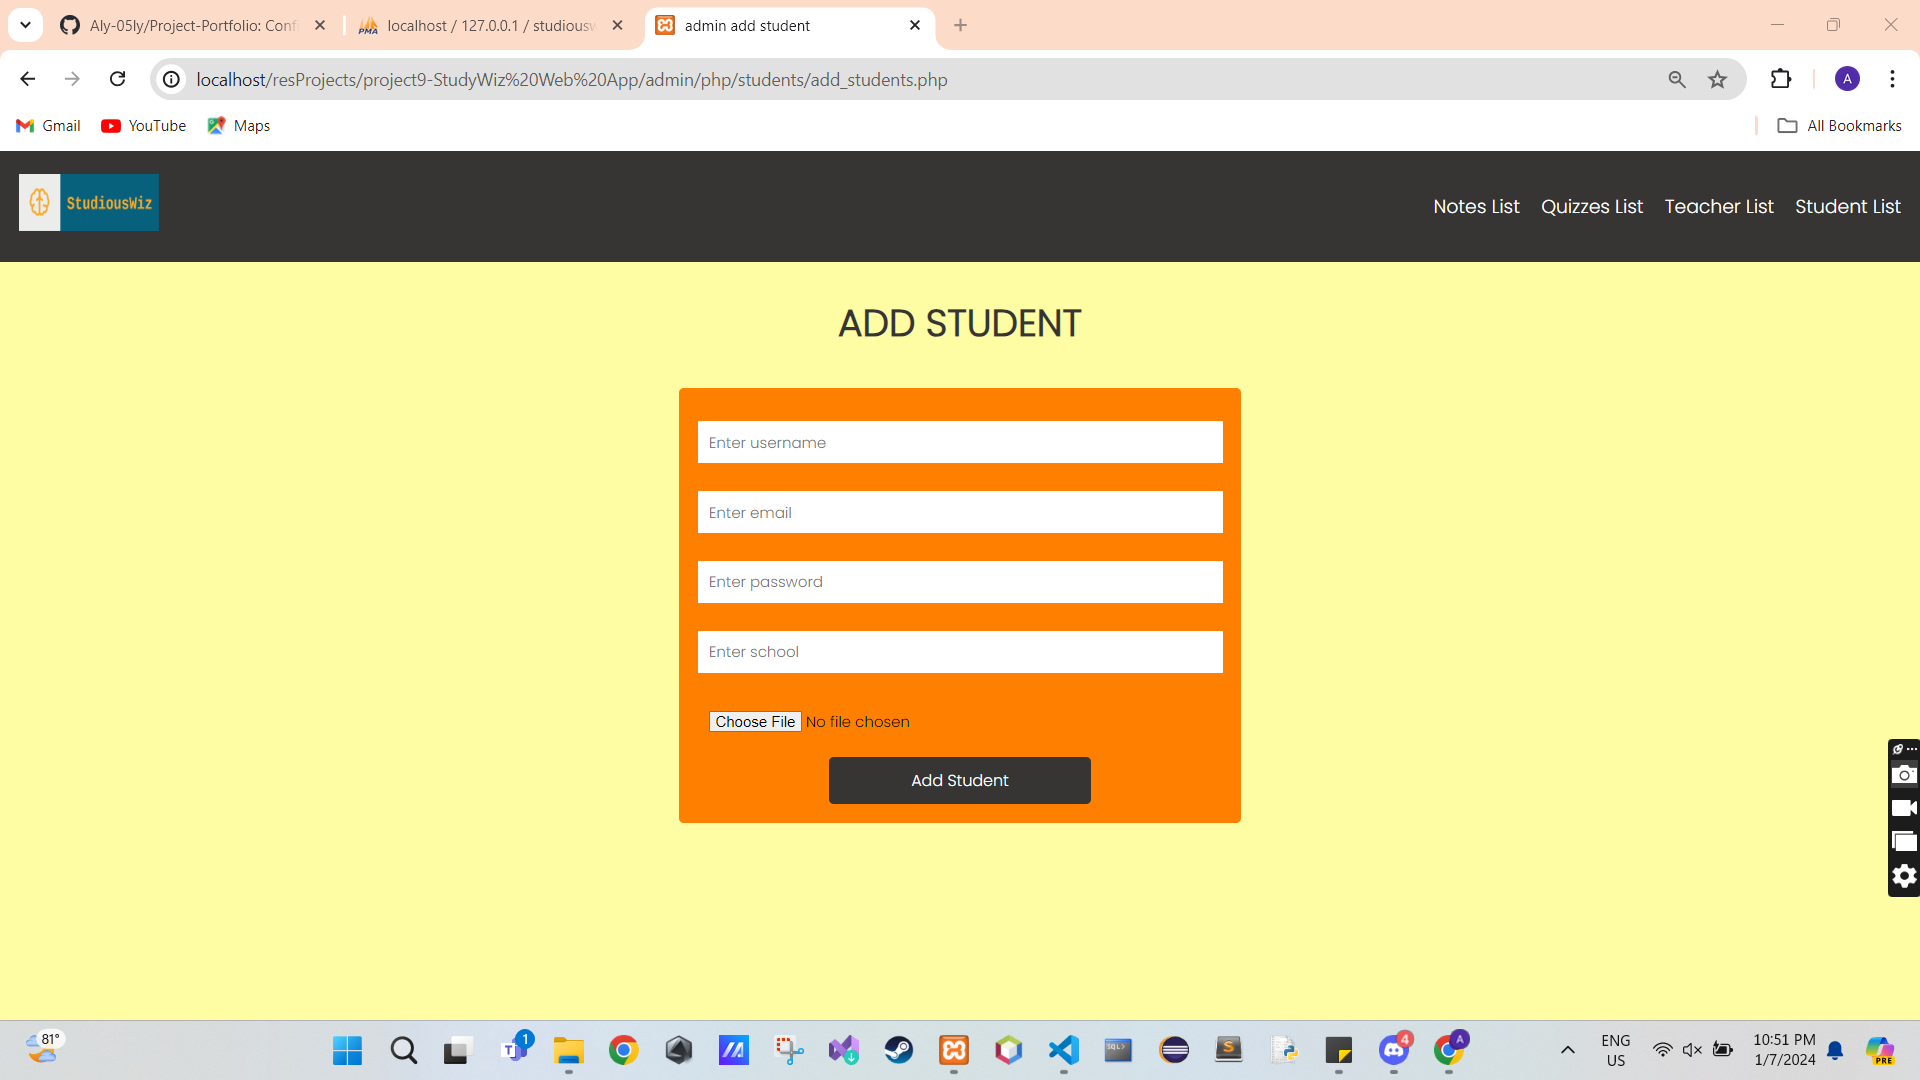 Aly-05ly/Project-Portfolio: Conf
localhost / 127.0.0.1 / studiousw
admin add student
localhost/resProjects/project9-StudyWiz%20Web%20App/admin/php/students/add_students.php
A
Gmail
YouTube
Maps
All Bookmarks
StudiousWiz
Notes List
Quizzes List
Teacher List
Student List
ADD STUDENT
Enter username
Enter email
Enter password
Enter school
Choose File No file chosen
Add Student
81°
1
4
A
ENG
US
10:51 PM
1/7/2024
PRE